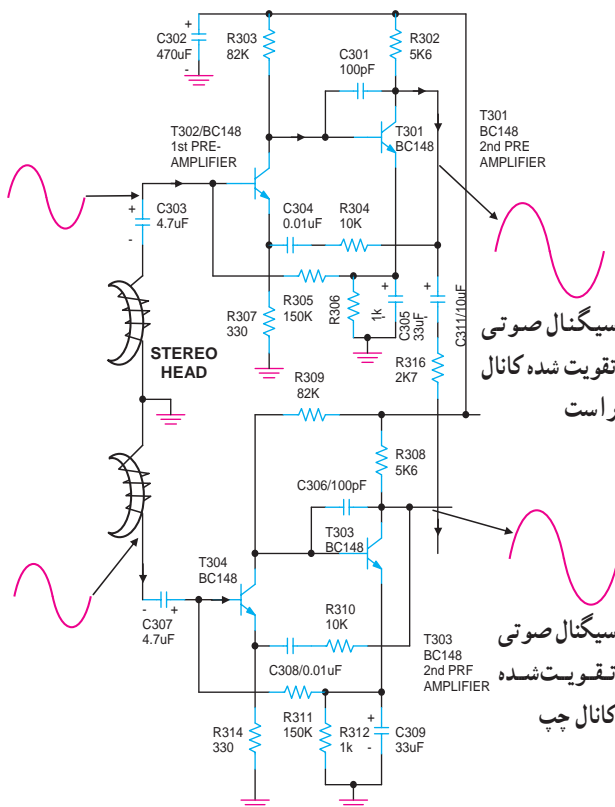 C302
470uF
R303
82K
C301
100pF
R302
5K6
T302/BC148
1st PRE-
AMPLIFIER
T301
BC148
T301
BC148
2nd PRE
AMPLIFIER
C303
4.7uF
C304
0.01uF
R304
10K
R305
150K
R306
1k
C305
33uF
C311/10uF
R307
330
STEREO
HEAD
R316
2K7
سیگنال صوتی
تقویت شده کانال
راست
R309
82K
R308
5K6
C306/100pF
T303
BC148
T304
BC148
C307
4.7uF
R310
10K
C308/0.01uF
T303
BC148
2nd PRF
AMPLIFIER
سیگنال صوتی
تـقـویـت‌شـده
کانال چپ
R314
330
R311
150K
R312
1k
C309
33uF
+
-
+
-
+
+
-
+
+
-